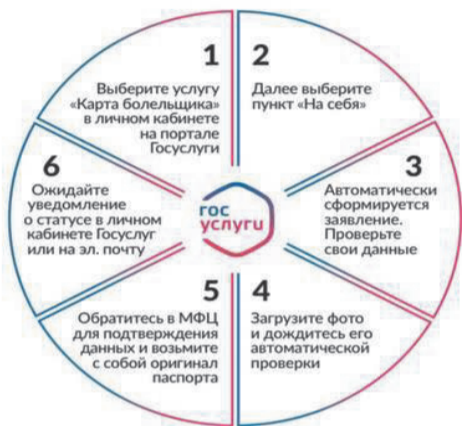 1
Выберите услугу
«Карта болельщика»
в личном кабинете
на портале
Госуслуги
2
Далее выберите
пункт «На себя»
3
Автоматически
сформируется
заявление.
Проверьте
свои данные
4
Загрузите фото
и дождитесь его
автоматической
проверки
5
Обратитесь в МФЦ
для подтверждения
данных и возьмите
с собой оригинал
паспорта
6
Ожидайте
уведомление
о статусе в личном
кабинете Госуслуг
или на эл. почту
гос
услуги